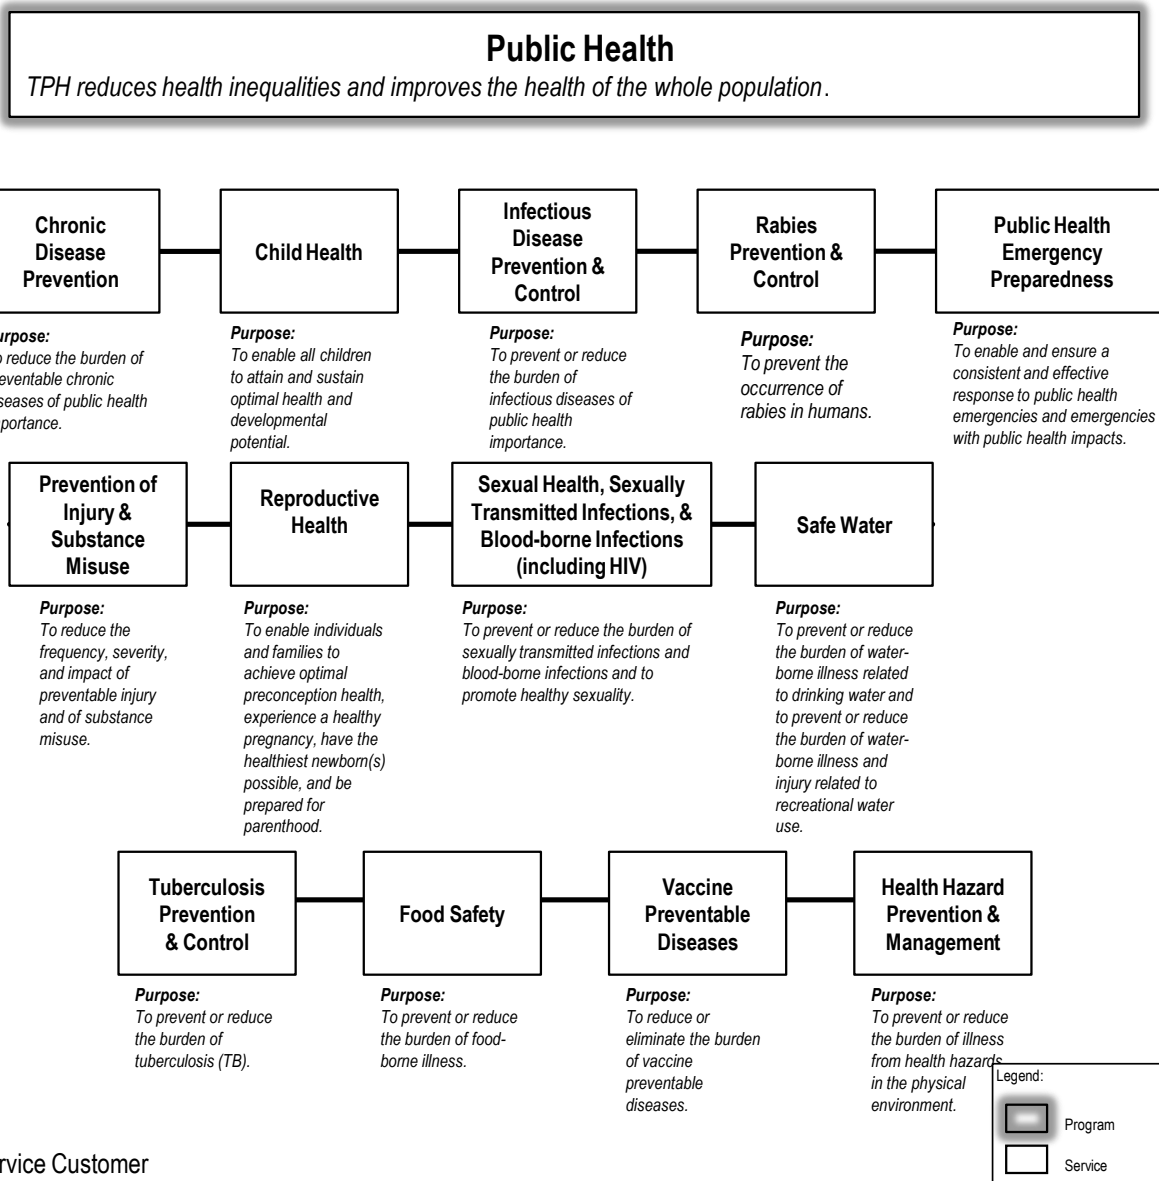 Public Health
TPH reduces health inequalities and improves the health of the whole population.
Chronic
Disease
Prevention
urpose:
o reduce the burden of
eventable chronic
seases of public health
portance.
Child Health
Purpose:
To enable all children
to attain and sustain
optimal health and
developmental
potential.
Infectious
Disease
Prevention &
Control
Purpose:
To prevent or reduce
the burden of
infectious diseases of
public health
importance.
Rabies
Prevention &
Control
Purpose:
To prevent the
occurrence of
rabies in humans.
Public Health
Emergency
Preparedness
Purpose:
To enable and ensure a
consistent and effective
response to public health
emergencies and emergencies
with public health impacts.
Prevention of
Injury &
Substance
Misuse
Purpose:
To reduce the
frequency, severity,
and impact of
preventable injury
and of substance
misuse.
Reproductive
Health
Purpose:
To enable individuals
and families to
achieve optimal
preconception health,
experience a healthy
pregnancy, have the
healthiest newborn(s)
possible, and be
prepared for
parenthood.
Sexual Health, Sexually
Transmitted Infections, &
Blood-borne Infections
(including HIV)
Purpose:
To prevent or reduce the burden of
sexually transmitted infections and
blood-borne infections and to
promote healthy sexuality.
Safe Water
Purpose:
To prevent or reduce
the burden of water-
borne illness related
to drinking water and
to prevent or reduce
the burden of water-
borne illness and
injury related to
recreational water
use.
Tuberculosis
Prevention
& Control
Purpose:
To prevent or reduce
the burden of
tuberculosis (TB).
Food Safety
Purpose:
To prevent or reduce
the burden of food-
borne illness.
Vaccine
Preventable
Diseases
Purpose:
To reduce or
eliminate the burden
of vaccine
preventable
diseases.
Health Hazard
Prevention &
Management
Purpose:
To prevent or reduce
the burden of illness
from health hazards
in the physical
environment.
Legend:
Program
Service
rvice Customer